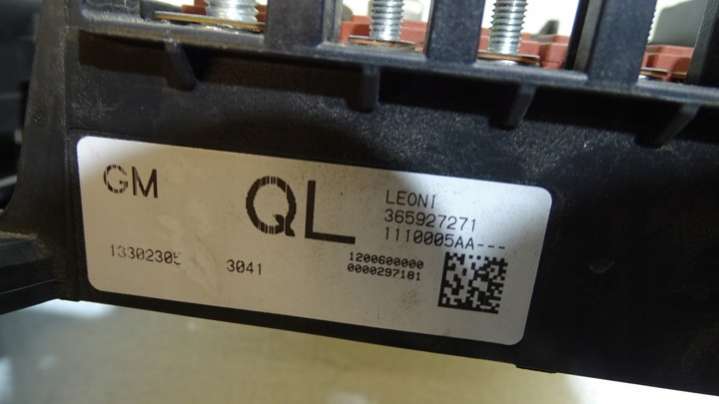 GM
QL
LEONI
365927271
1110005AA---
13302305
3041
1200600000
0000297181